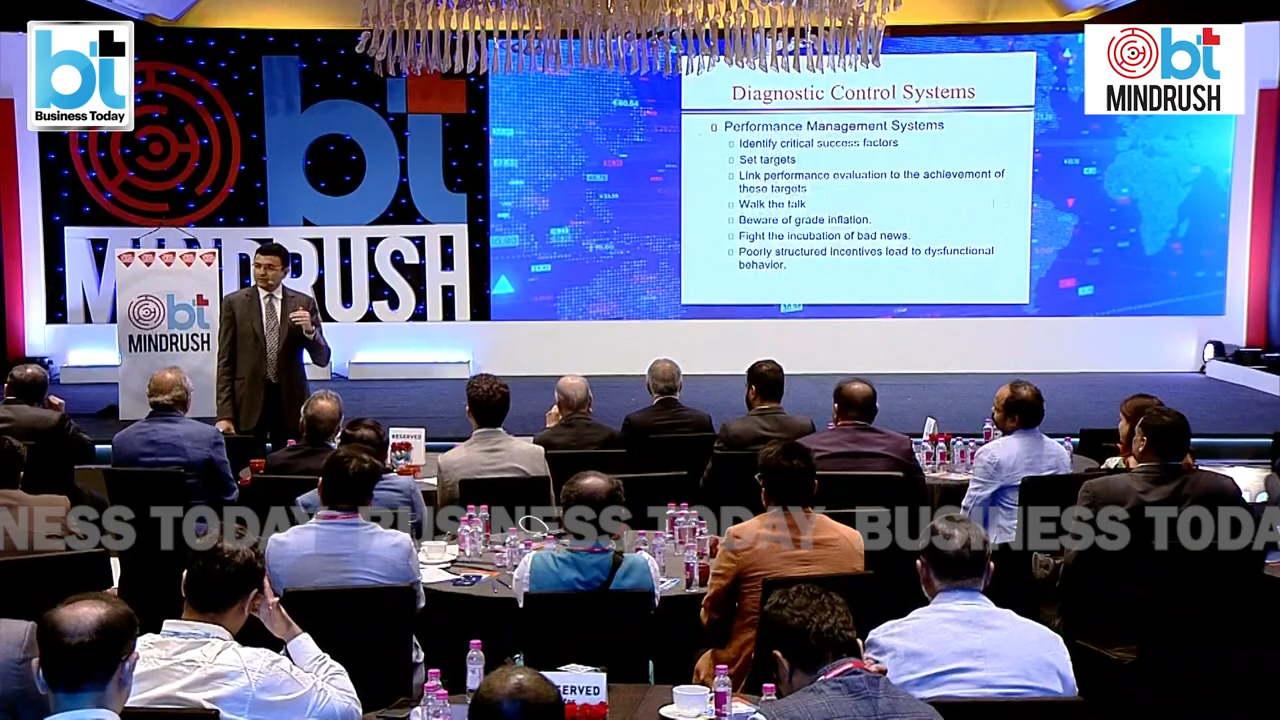 bt
Business Today
bt
MINDRUSH
bt
MINDRUSH
bt
MINDRUSH
Diagnostic Control Systems
Performance Management Systems
Identify critical success factors
Set targets
Link performance evaluation to the achievement of
these targets
Walk the talk
Beware of grade inflation.
Fight the incubation of bad news.
Poorly structured incentives lead to dysfunctional
behavior.
RESERVED
NESS TODAY BUSINESS TODAY BUSINESS TODAY
SERVED